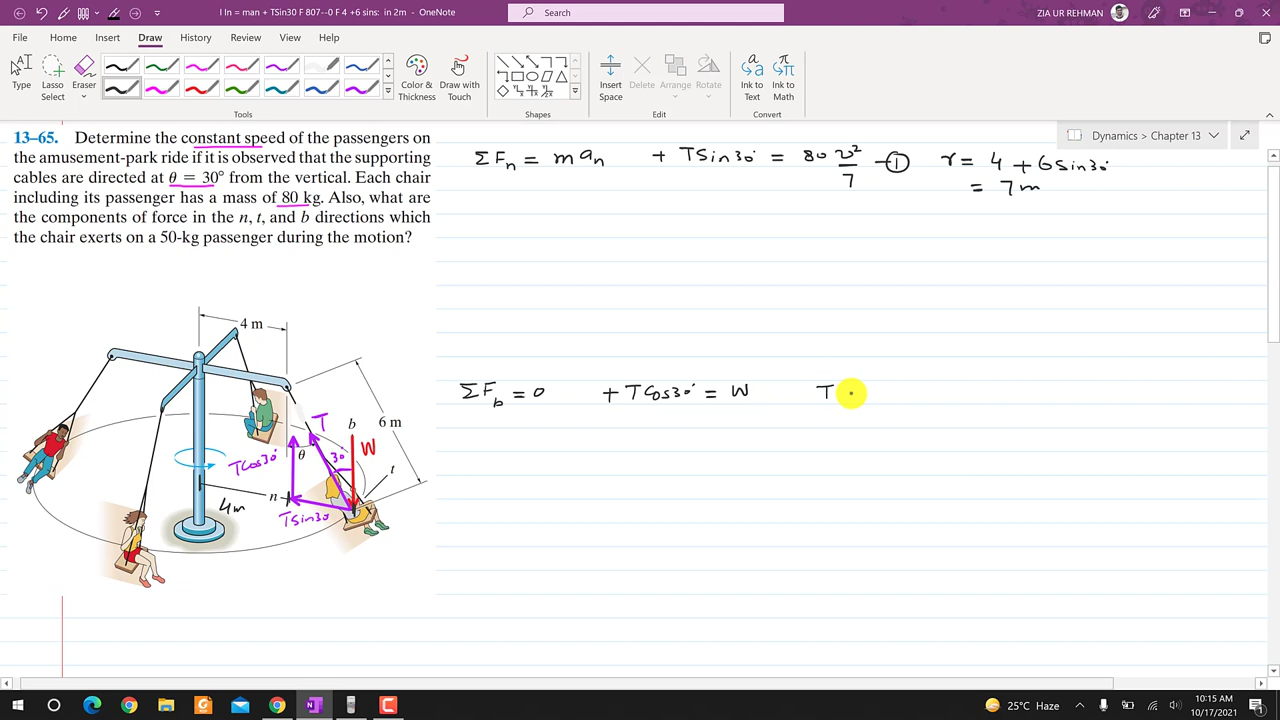 I In = man + TSin30 F 807--0 F 4 +6 sins: in 2m - OneNote
Search
ZIA UR REHMAN
File Home Insert Draw History Review View Help
Type
Lasso Select
Eraser
Color & Thickness
Draw with Touch
Insert Space
Delete
Arrange
Rotate
Ink to Text
Ink to Math
Tools
Shapes
Edit
Convert
Dynamics > Chapter 13
13–65. Determine the constant speed of the passengers on
the amusement-park ride if it is observed that the supporting
cables are directed at θ = 30° from the vertical. Each chair
including its passenger has a mass of 80 kg. Also, what are
the components of force in the n, t, and b directions which
the chair exerts on a 50-kg passenger during the motion?
ΣFn = m an + TSin30° = 80 v²/7 —① r = 4 + 6sin30°
= 7m
ΣFb = 0 + TCos30° = W T
4 m
6 m
b
T
W
TCos30°
θ
30°
t
n
4m
TSin30°
25°C Haze
10:15 AM
10/17/2021